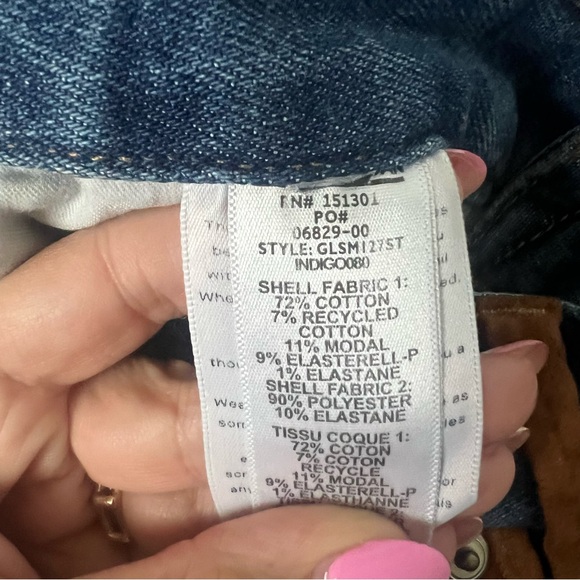 RN# 151301
PO#
06829-00
STYLE: GLSM127ST
INDIGO080
SHELL FABRIC 1:
72% COTTON
7% RECYCLED
COTTON
11% MODAL
9% ELASTERELL-P
1% ELASTANE
SHELL FABRIC 2:
90% POLYESTER
10% ELASTANE
TISSU COQUE 1:
72% COTON
7% COTON
RECYCLE
11% MODAL
9% ELASTERELL-P
1% ELASTHANNE